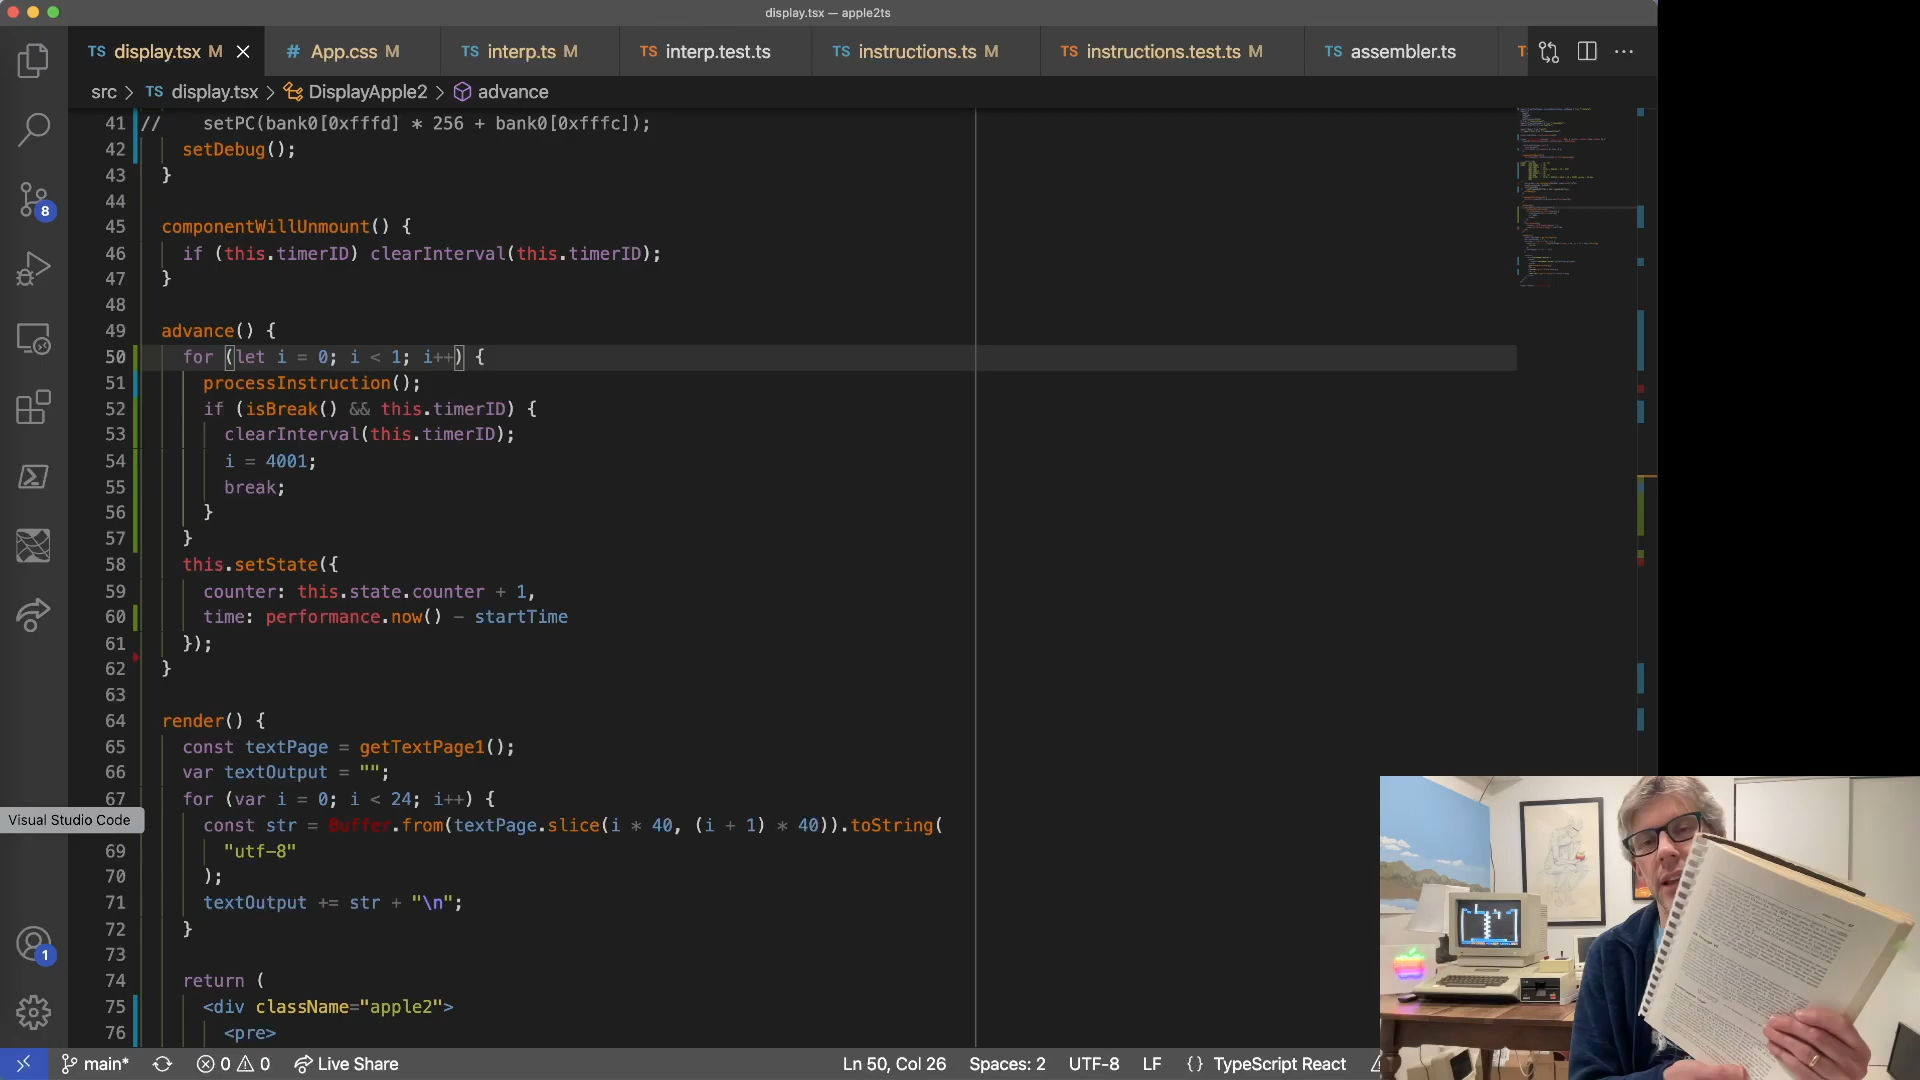 display.tsx — apple2ts
TS display.tsx M
# App.css M
TS interp.ts M
TS interp.test.ts
TS instructions.ts M
TS instructions.test.ts M
TS assembler.ts
src > TS display.tsx > DisplayApple2 > advance
41 // setPC(bank0[0xfffd] * 256 + bank0[0xfffc]);
42 setDebug();
43 }
44
45 componentWillUnmount() {
46 if (this.timerID) clearInterval(this.timerID);
47 }
48
49 advance() {
50 for (let i = 0; i < 1; i++) {
51 processInstruction();
52 if (isBreak() && this.timerID) {
53 clearInterval(this.timerID);
54 i = 4001;
55 break;
56 }
57 }
58 this.setState({
59 counter: this.state.counter + 1,
60 time: performance.now() - startTime
61 });
62 }
63
64 render() {
65 const textPage = getTextPage1();
66 var textOutput = "";
67 for (var i = 0; i < 24; i++) {
const str = Buffer.from(textPage.slice(i * 40, (i + 1) * 40)).toString(
69 "utf-8"
70 );
71 textOutput += str + "\n";
72 }
73
74 return (
75 <div className="apple2">
76 <pre>
8
Visual Studio Code
1
main*
0 0
Live Share
Ln 50, Col 26
Spaces: 2
UTF-8
LF
{} TypeScript React